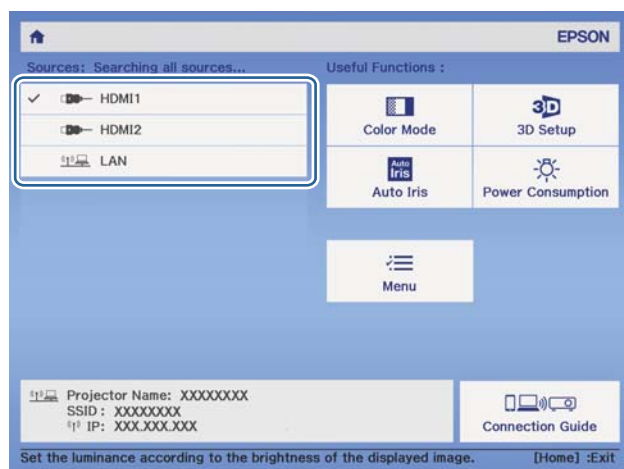 EPSON
Sources: Searching all sources...
Useful Functions :
HDMI1
HDMI2
LAN
Color Mode
3D
3D Setup
Auto
Iris
Auto Iris
Power Consumption
Menu
Projector Name: XXXXXXXX
SSID : XXXXXXXX
IP: XXX.XXX.XXX
Connection Guide
Set the luminance according to the brightness of the displayed image. [Home] :Exit